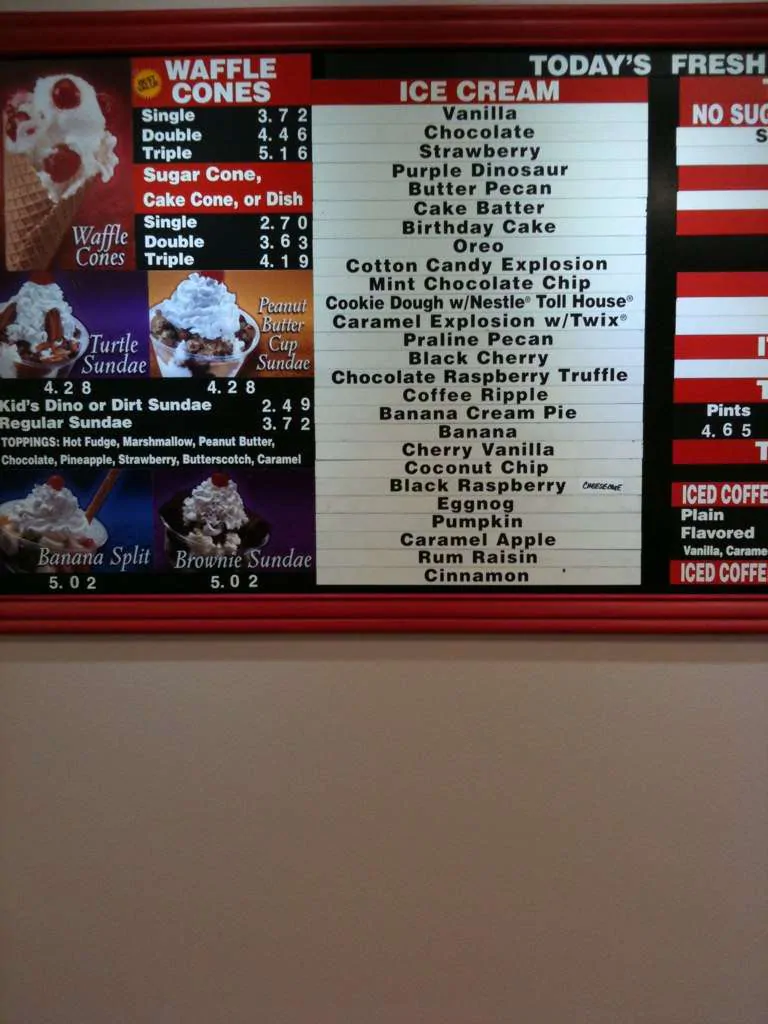 WAFFLE
CONES
Single 3.72
Double 4.46
Triple 5.16
Sugar Cone,
Cake Cone, or Dish
Single 2.70
Double 3.63
Triple 4.19
Waffle
Cones
Turtle
Sundae
4.28
Peanut
Butter
Cup
Sundae
4.28
Kid's Dino or Dirt Sundae 2.49
Regular Sundae 3.72
TOPPINGS: Hot Fudge, Marshmallow, Peanut Butter,
Chocolate, Pineapple, Strawberry, Butterscotch, Caramel
Banana Split
5.02
Brownie Sundae
5.02
TODAY'S FRESH
ICE CREAM
Vanilla
Chocolate
Strawberry
Purple Dinosaur
Butter Pecan
Cake Batter
Birthday Cake
Oreo
Cotton Candy Explosion
Mint Chocolate Chip
Cookie Dough w/Nestle® Toll House®
Caramel Explosion w/Twix®
Praline Pecan
Black Cherry
Chocolate Raspberry Truffle
Coffee Ripple
Banana Cream Pie
Banana
Cherry Vanilla
Coconut Chip
Black Raspberry CHEESECAKE
Eggnog
Pumpkin
Caramel Apple
Rum Raisin
Cinnamon
NO SUG
S
Pints
4.65
ICED COFFE
Plain
Flavored
Vanilla, Carame
ICED COFFE